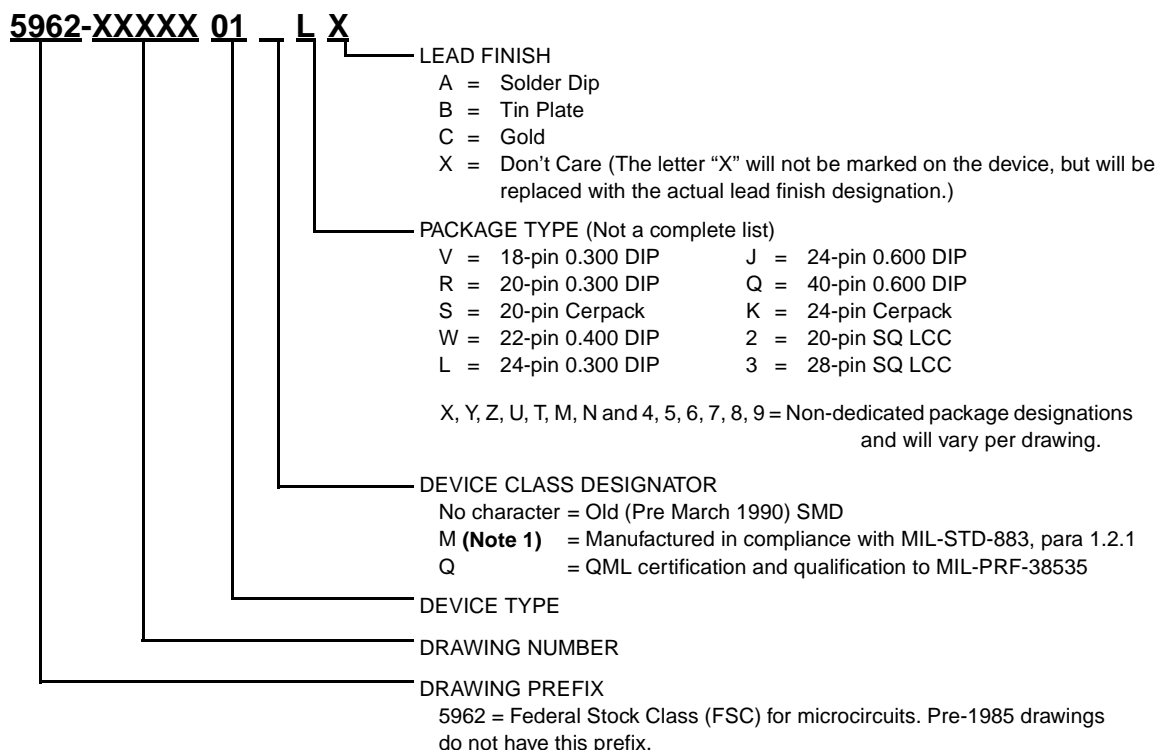 5962-XXXXX 01 _ L X
LEAD FINISH
A = Solder Dip
B = Tin Plate
C = Gold
X = Don't Care (The letter “X” will not be marked on the device, but will be
replaced with the actual lead finish designation.)
PACKAGE TYPE (Not a complete list)
V = 18-pin 0.300 DIP J = 24-pin 0.600 DIP
R = 20-pin 0.300 DIP Q = 40-pin 0.600 DIP
S = 20-pin Cerpack K = 24-pin Cerpack
W = 22-pin 0.400 DIP 2 = 20-pin SQ LCC
L = 24-pin 0.300 DIP 3 = 28-pin SQ LCC
X, Y, Z, U, T, M, N and 4, 5, 6, 7, 8, 9 = Non-dedicated package designations
and will vary per drawing.
DEVICE CLASS DESIGNATOR
No character = Old (Pre March 1990) SMD
M (Note 1) = Manufactured in compliance with MIL-STD-883, para 1.2.1
Q = QML certification and qualification to MIL-PRF-38535
DEVICE TYPE
DRAWING NUMBER
DRAWING PREFIX
5962 = Federal Stock Class (FSC) for microcircuits. Pre-1985 drawings
do not have this prefix.